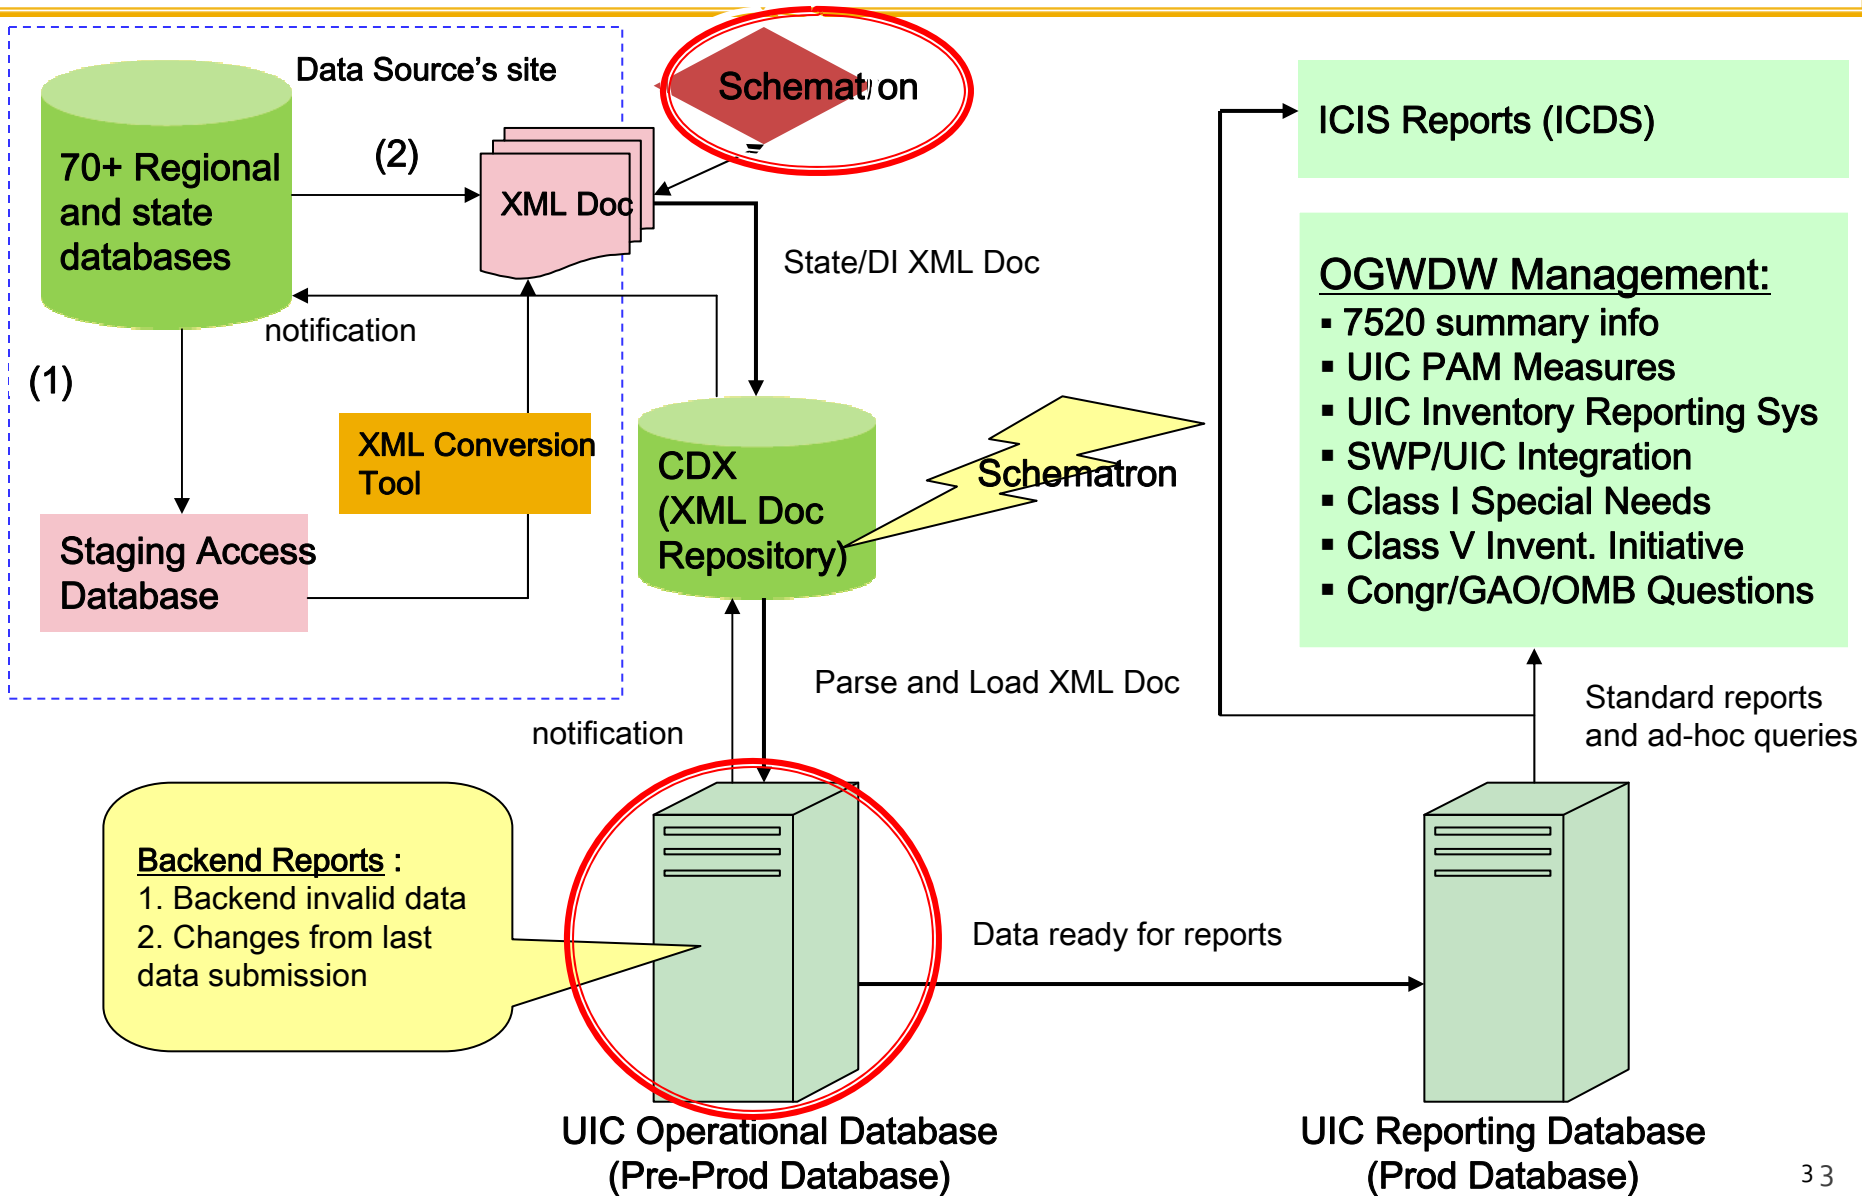 Data Source's site
Schematron
70+ Regional
and state
databases
(2)
XML Doc
ICIS Reports (ICDS)
State/DI XML Doc
notification
(1)
XML Conversion
Tool
Staging Access
Database
CDX
(XML Doc
Repository)
Schematron
OGWDW Management:
▪ 7520 summary info
▪ UIC PAM Measures
▪ UIC Inventory Reporting Sys
▪ SWP/UIC Integration
▪ Class I Special Needs
▪ Class V Invent. Initiative
▪ Congr/GAO/OMB Questions
Parse and Load XML Doc
notification
Standard reports
and ad-hoc queries
Backend Reports :
1. Backend invalid data
2. Changes from last
data submission
Data ready for reports
UIC Operational Database
(Pre-Prod Database)
UIC Reporting Database
(Prod Database)
3 3